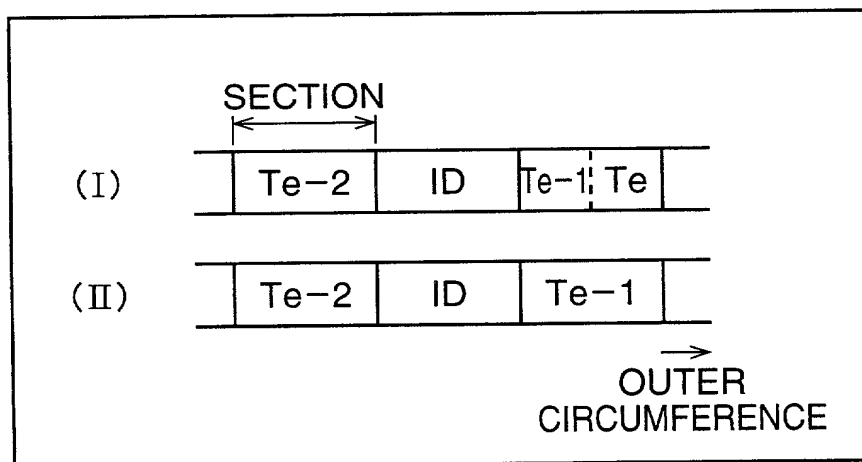 SECTION
(I) Te-2 ID Te-1 Te
(II) Te-2 ID Te-1
OUTER
CIRCUMFERENCE